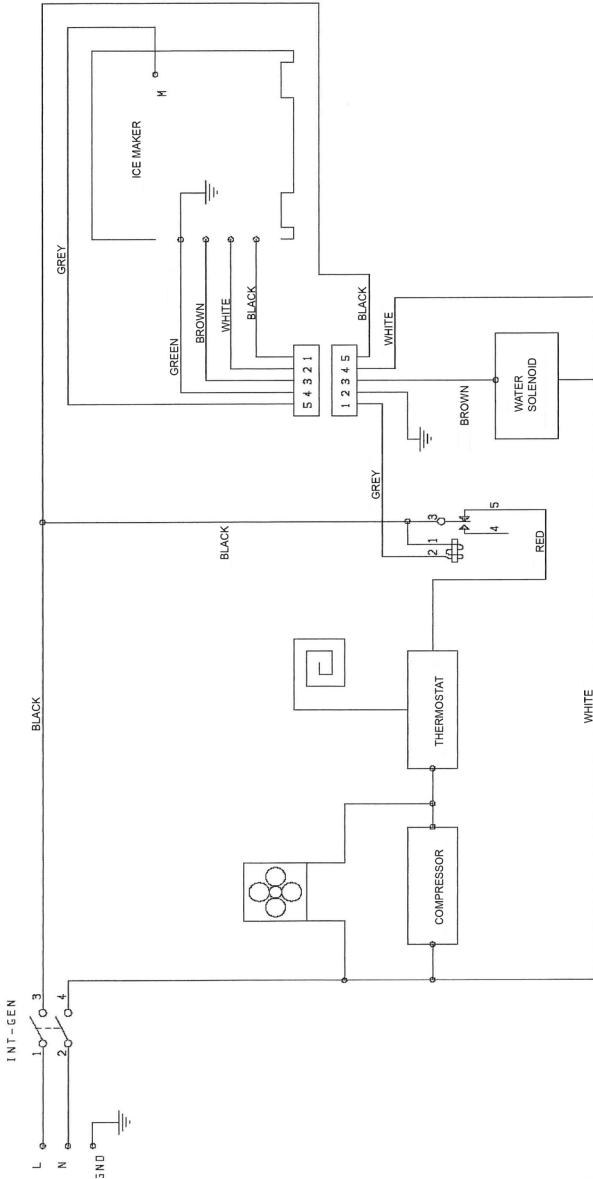 INT-GEN
L
N
GND
1
3
2
4
BLACK
GREY
ICE MAKER
M
GREEN
BROWN
WHITE
BLACK
5 4 3 2 1
1 2 3 4 5
BLACK
WHITE
GREY
BROWN
WATER
SOLENOID
BLACK
3
2 1
5
4
RED
THERMOSTAT
COMPRESSOR
WHITE